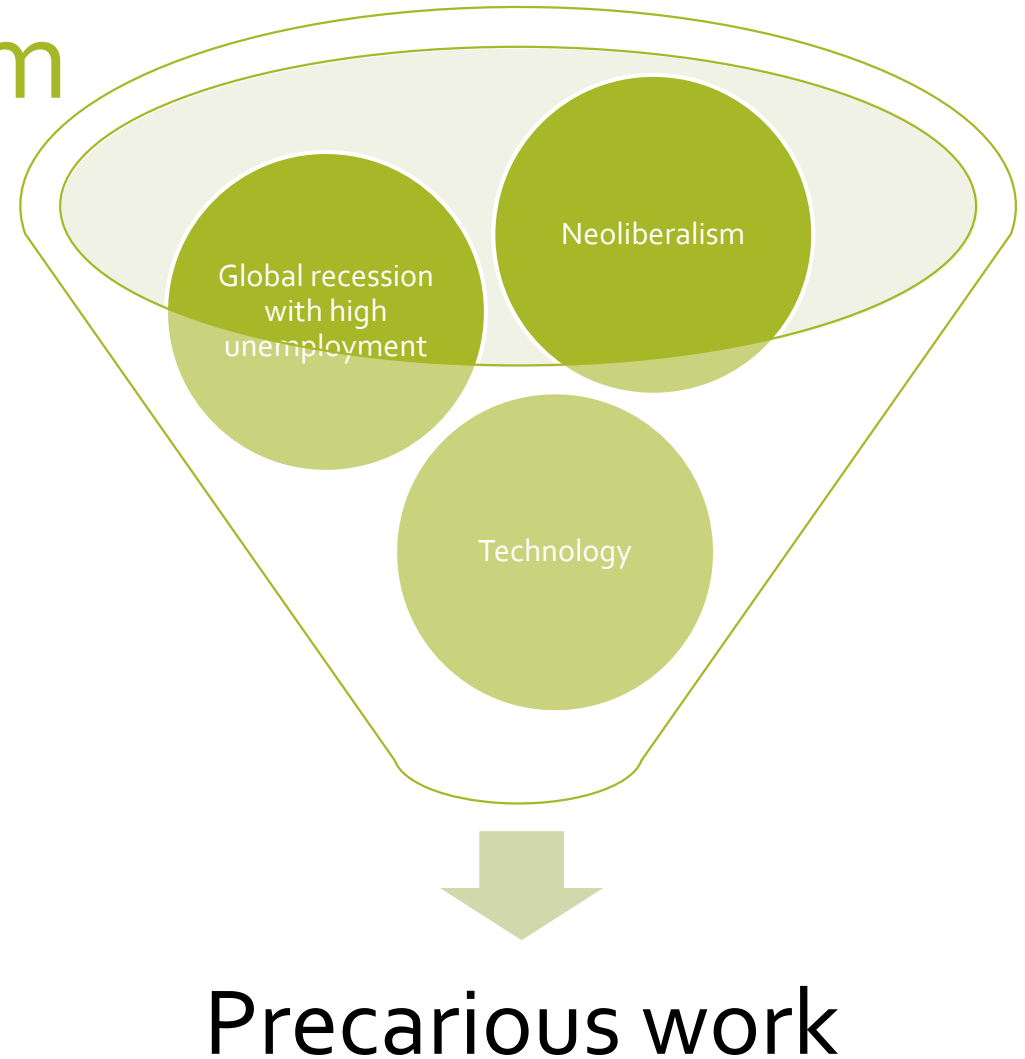 m
Neoliberalism
Global recession
with high
unemployment
Technology
Precarious work